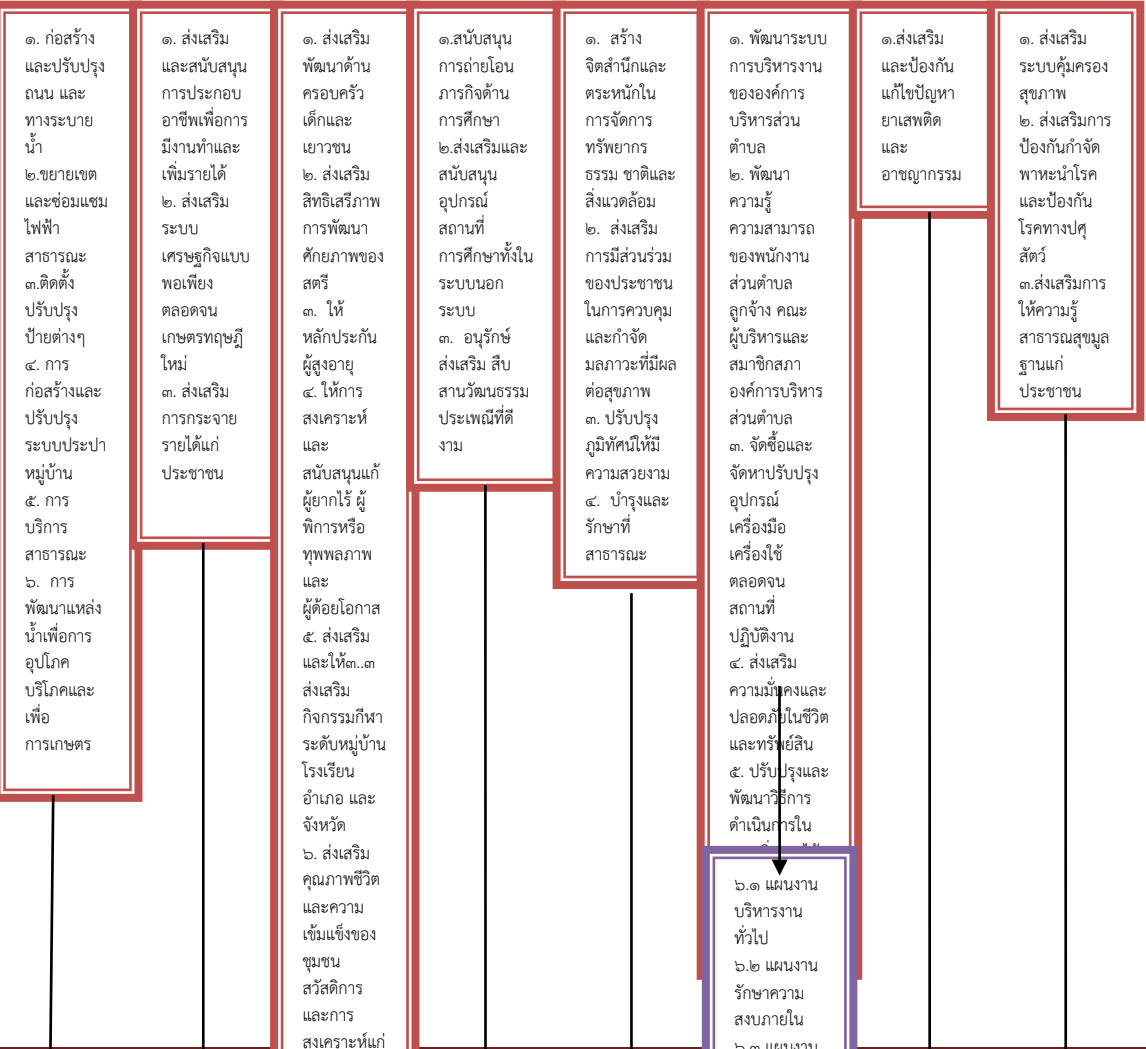 ๑. ก่อสร้าง
และปรับปรุง
ถนน และ
ทางระบาย
น้ำ
๒.ขยายเขต
และซ่อมแซม
ไฟฟ้า
สาธารณะ
๓.ติดตั้ง
ปรับปรุง
ป้ายต่างๆ
๔. การ
ก่อสร้างและ
ปรับปรุง
ระบบประปา
หมู่บ้าน
๕. การ
บริการ
สาธารณะ
๖. การ
พัฒนาแหล่ง
น้ำเพื่อการ
อุปโภค
บริโภคและ
เพื่อ
การเกษตร
๑. ส่งเสริม
และสนับสนุน
การประกอบ
อาชีพเพื่อการ
มีงานทำและ
เพิ่มรายได้
๒. ส่งเสริม
ระบบ
เศรษฐกิจแบบ
พอเพียง
ตลอดจน
เกษตรทฤษฎี
ใหม่
๓. ส่งเสริม
การกระจาย
รายได้แก่
ประชาชน
๑. ส่งเสริม
พัฒนาด้าน
ครอบครัว
เด็กและ
เยาวชน
๒. ส่งเสริม
สิทธิเสรีภาพ
การพัฒนา
ศักยภาพของ
สตรี
๓. ให้
หลักประกัน
ผู้สูงอายุ
๔. ให้การ
สงเคราะห์
และ
สนับสนุนแก้
ผู้ยากไร้ ผู้
พิการหรือ
ทุพพลภาพ
และ
ผู้ด้อยโอกาส
๕. ส่งเสริม
และให้๓..๓
ส่งเสริม
กิจกรรมกีฬา
ระดับหมู่บ้าน
โรงเรียน
อำเภอ และ
จังหวัด
๖. ส่งเสริม
คุณภาพชีวิต
และความ
เข้มแข็งของ
ชุมชน
สวัสดิการ
และการ
สงเคราะห์แก่
๑.สนับสนุน
การถ่ายโอน
ภารกิจด้าน
การศึกษา
๒.ส่งเสริมและ
สนับสนุน
อุปกรณ์
สถานที่
การศึกษาทั้งใน
ระบบนอก
ระบบ
๓. อนุรักษ์
ส่งเสริม สืบ
สานวัฒนธรรม
ประเพณีที่ดี
งาม
๑. สร้าง
จิตสำนึกและ
ตระหนักใน
การจัดการ
ทรัพยากร
ธรรม ชาติและ
สิ่งแวดล้อม
๒. ส่งเสริม
การมีส่วนร่วม
ของประชาชน
ในการควบคุม
และกำจัด
มลภาวะที่มีผล
ต่อสุขภาพ
๓. ปรับปรุง
ภูมิทัศน์ให้มี
ความสวยงาม
๔. บำรุงและ
รักษาที่
สาธารณะ
๑. พัฒนาระบบ
การบริหารงาน
ขององค์การ
บริหารส่วน
ตำบล
๒. พัฒนา
ความรู้
ความสามารถ
ของพนักงาน
ส่วนตำบล
ลูกจ้าง คณะ
ผู้บริหารและ
สมาชิกสภา
องค์การบริหาร
ส่วนตำบล
๓. จัดซื้อและ
จัดหาปรับปรุง
อุปกรณ์
เครื่องมือ
เครื่องใช้
ตลอดจน
สถานที่
ปฏิบัติงาน
๔. ส่งเสริม
ความมั่นคงและ
ปลอดภัยในชีวิต
และทรัพย์สิน
๕. ปรับปรุงและ
พัฒนาวิธีการ
ดำเนินการใน
๖.๑ แผนงาน
บริหารงาน
ทั่วไป
๖.๒ แผนงาน
รักษาความ
สงบภายใน
๖.๓ แผนงาน
๑.ส่งเสริม
และป้องกัน
แก้ไขปัญหา
ยาเสพติด
และ
อาชญากรรม
๑. ส่งเสริม
ระบบคุ้มครอง
สุขภาพ
๒. ส่งเสริมการ
ป้องกันกำจัด
พาหะนำโรค
และป้องกัน
โรคทางปศุ
สัตว์
๓.ส่งเสริมการ
ให้ความรู้
สาธารณสุขมูล
ฐานแก่
ประชาชน